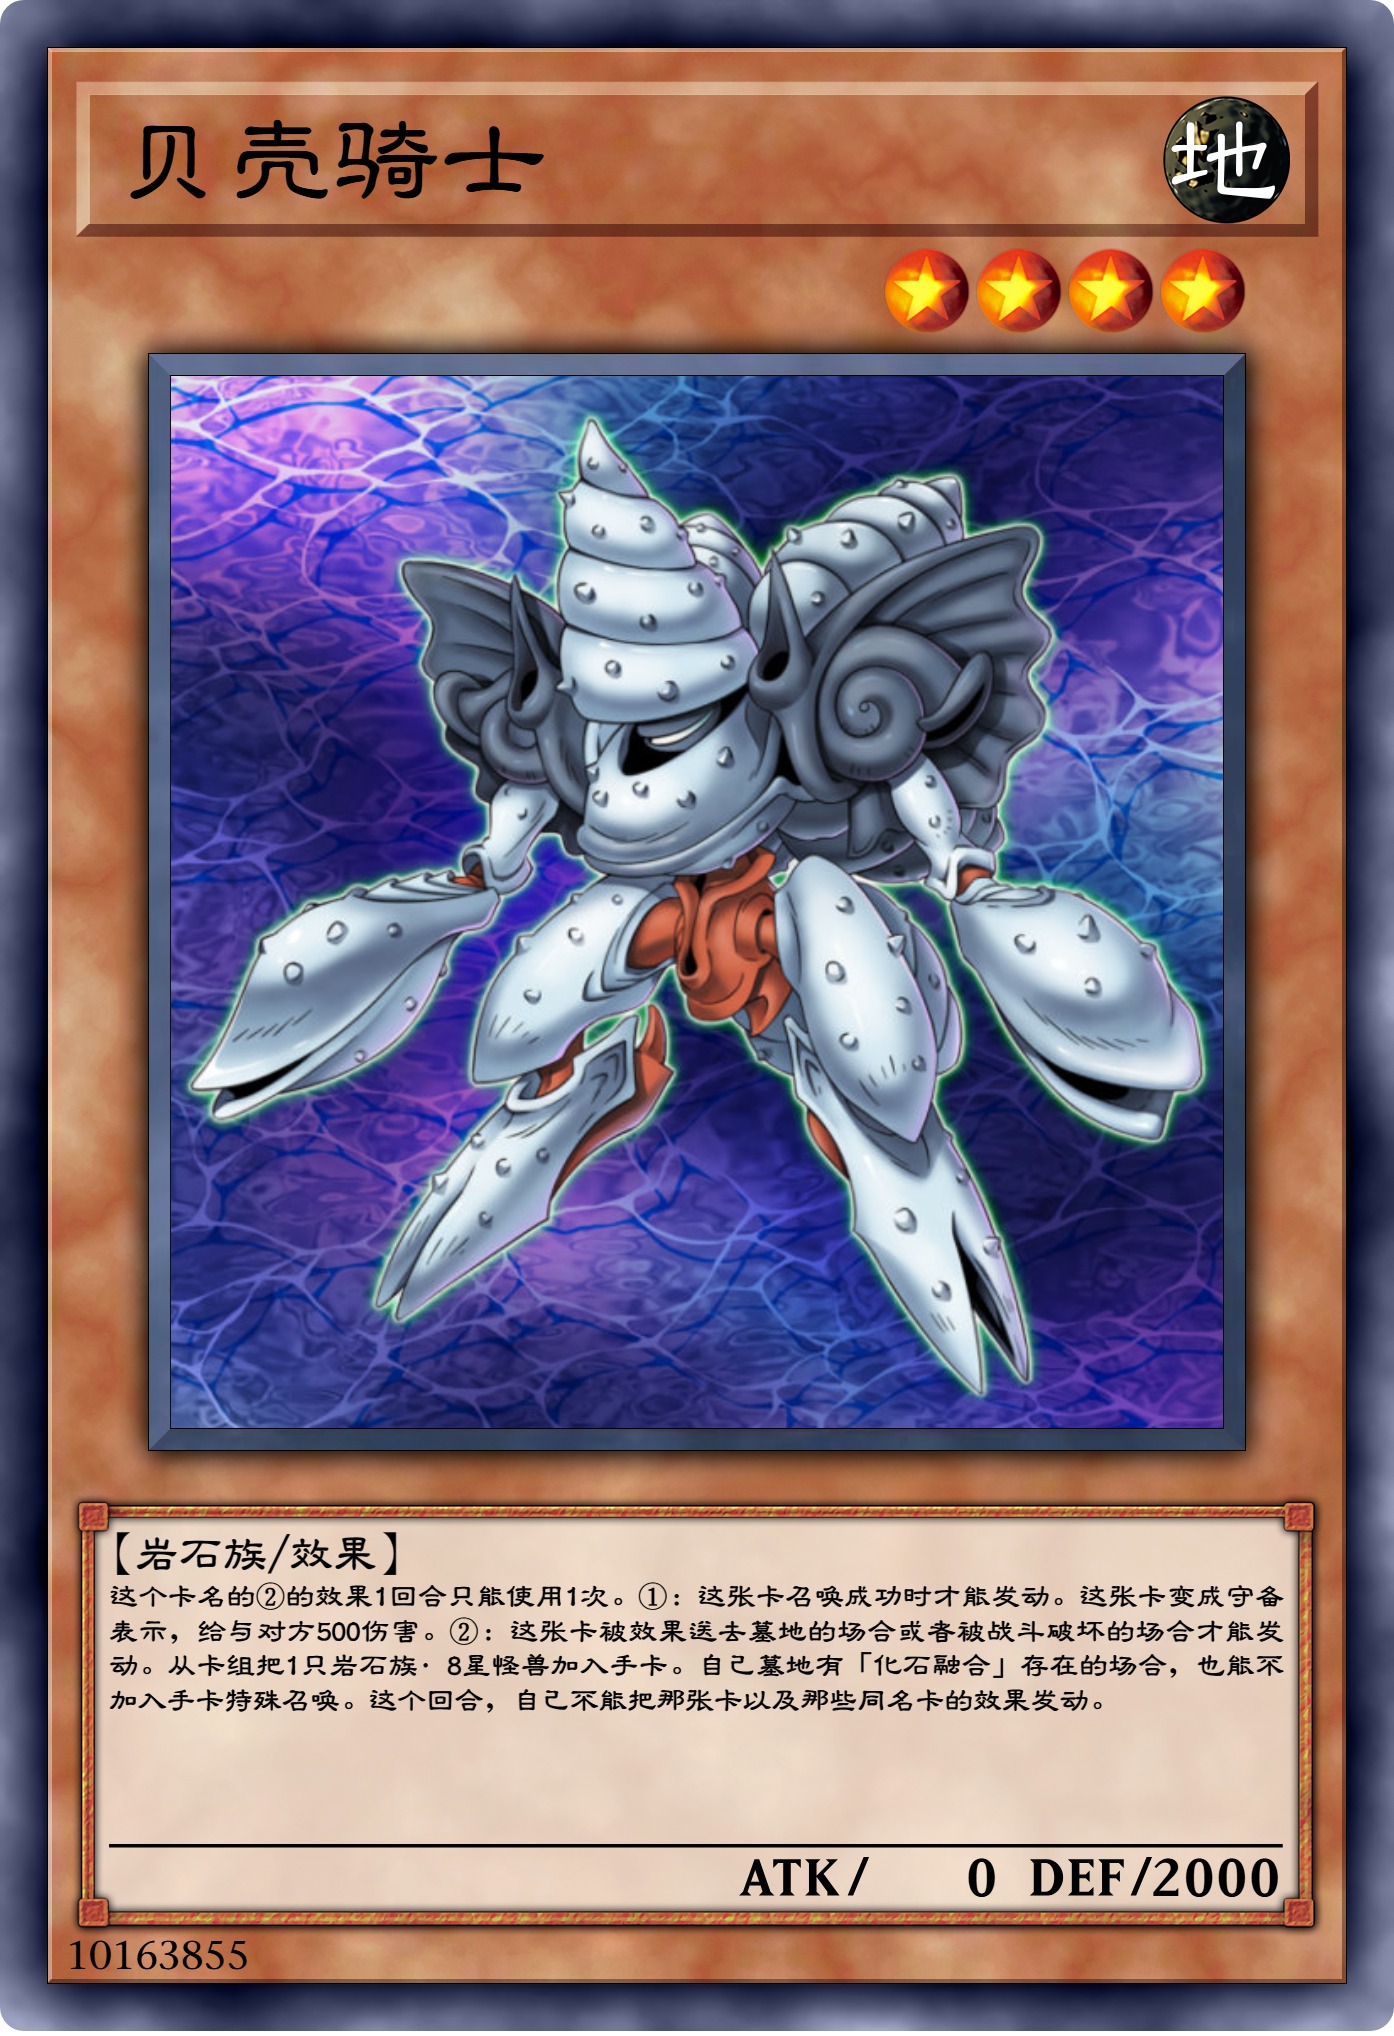 贝壳骑士
地
【岩石族/效果】
这个卡名的②的效果1回合只能使用1次。①：这张卡召唤成功时才能发动。这张卡变成守备
表示，给与对方500伤害。②：这张卡被效果送去墓地的场合或者被战斗破坏的场合才能发
动。从卡组把1只岩石族·8星怪兽加入手卡。自己墓地有「化石融合」存在的场合，也能不
加入手卡特殊召唤。这个回合，自己不能把那张卡以及那些同名卡的效果发动。
ATK/ 0 DEF/2000
10163855